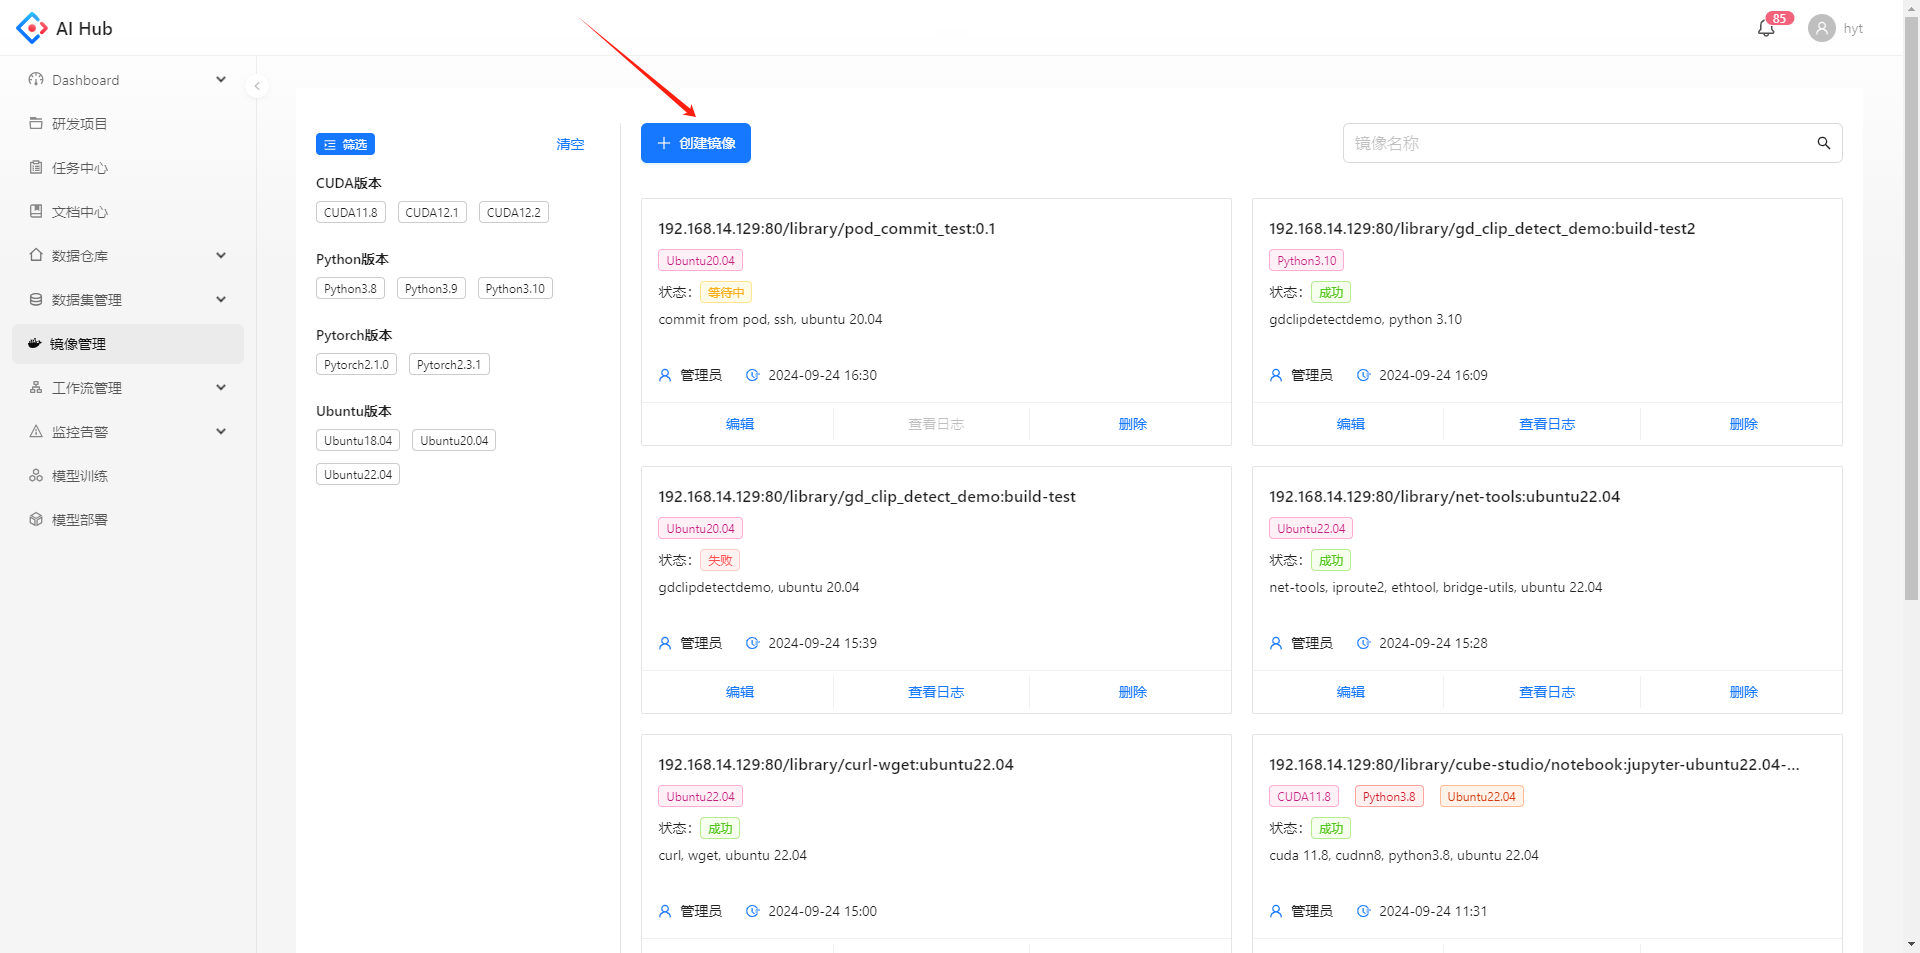 AI Hub
85
hyt
Dashboard
研发项目
任务中心
文档中心
数据仓库
数据集管理
镜像管理
工作流管理
监控告警
模型训练
模型部署
筛选
清空
CUDA版本
CUDA11.8 CUDA12.1 CUDA12.2
Python版本
Python3.8 Python3.9 Python3.10
Pytorch版本
Pytorch2.1.0 Pytorch2.3.1
Ubuntu版本
Ubuntu18.04 Ubuntu20.04
Ubuntu22.04
创建镜像
镜像名称
192.168.14.129:80/library/pod_commit_test:0.1
Ubuntu20.04
状态: 等待中
commit from pod, ssh, ubuntu 20.04
管理员 2024-09-24 16:30
编辑 查看日志 删除
192.168.14.129:80/library/gd_clip_detect_demo:build-test2
Python3.10
状态: 成功
gdclipdetectdemo, python 3.10
管理员 2024-09-24 16:09
编辑 查看日志 删除
192.168.14.129:80/library/gd_clip_detect_demo:build-test
Ubuntu20.04
状态: 失败
gdclipdetectdemo, ubuntu 20.04
管理员 2024-09-24 15:39
编辑 查看日志 删除
192.168.14.129:80/library/net-tools:ubuntu22.04
Ubuntu22.04
状态: 成功
net-tools, iproute2, ethtool, bridge-utils, ubuntu 22.04
管理员 2024-09-24 15:28
编辑 查看日志 删除
192.168.14.129:80/library/curl-wget:ubuntu22.04
Ubuntu22.04
状态: 成功
curl, wget, ubuntu 22.04
管理员 2024-09-24 15:00
192.168.14.129:80/library/cube-studio/notebook:jupyter-ubuntu22.04-...
CUDA11.8 Python3.8 Ubuntu22.04
状态: 成功
cuda 11.8, cudnn8, python3.8, ubuntu 22.04
管理员 2024-09-24 11:31